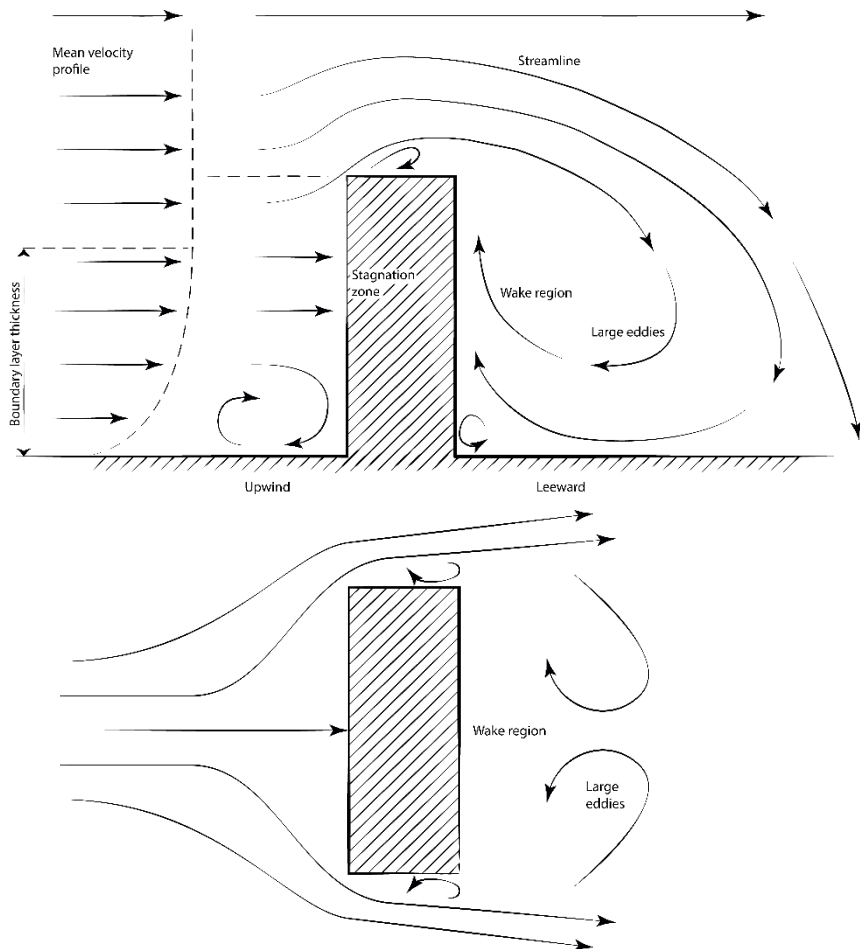 Mean velocity
profile
Streamline
Boundary layer thickness
Stagnation
zone
Wake region
Large eddies
Upwind
Leeward
Wake region
Large
eddies